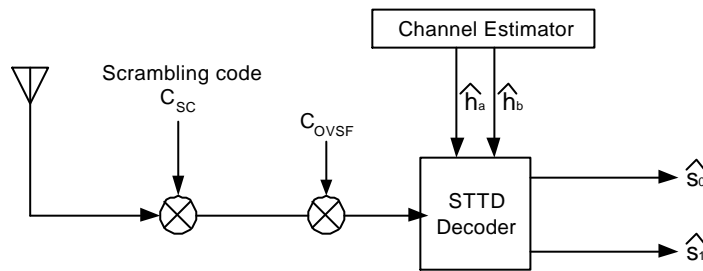 Channel Estimator
Scrambling code
C_SC
C_OVSF
ĥ_a
ĥ_b
STTD
Decoder
ŝ_0
ŝ_1